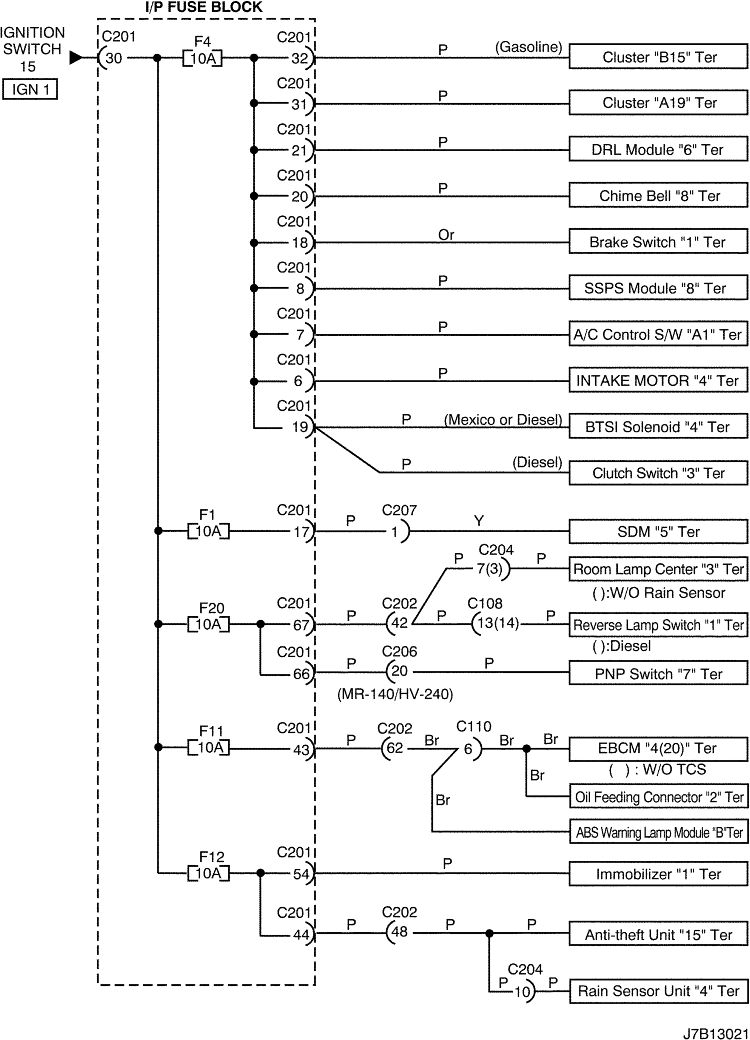 I/P FUSE BLOCK
IGNITION
SWITCH
15
IGN 1
C201
30
F4
10A
C201
32
P
(Gasoline)
Cluster "B15" Ter
C201
31
P
Cluster "A19" Ter
C201
21
P
DRL Module "6" Ter
C201
20
P
Chime Bell "8" Ter
C201
18
Or
Brake Switch "1" Ter
C201
8
P
SSPS Module "8" Ter
C201
7
P
A/C Control S/W "A1" Ter
C201
6
P
INTAKE MOTOR "4" Ter
C201
19
P
(Mexico or Diesel)
BTSI Solenoid "4" Ter
P
(Diesel)
Clutch Switch "3" Ter
F1
10A
C201
17
P
C207
1
Y
SDM "5" Ter
P
C204
7(3)
P
Room Lamp Center "3" Ter
( ):W/O Rain Sensor
F20
10A
C201
67
P
C202
42
P
C108
13(14)
P
Reverse Lamp Switch "1" Ter
( ):Diesel
C201
66
P
C206
20
P
PNP Switch "7" Ter
(MR-140/HV-240)
F11
10A
C201
43
P
C202
62
Br
C110
6
Br
Br
EBCM "4(20)" Ter
( ) : W/O TCS
Br
Oil Feeding Connector "2" Ter
Br
ABS Warning Lamp Module "B"Ter
F12
10A
C201
54
P
Immobilizer "1" Ter
C201
44
P
C202
48
P
P
Anti-theft Unit "15" Ter
P
C204
10
P
Rain Sensor Unit "4" Ter
J7B13021